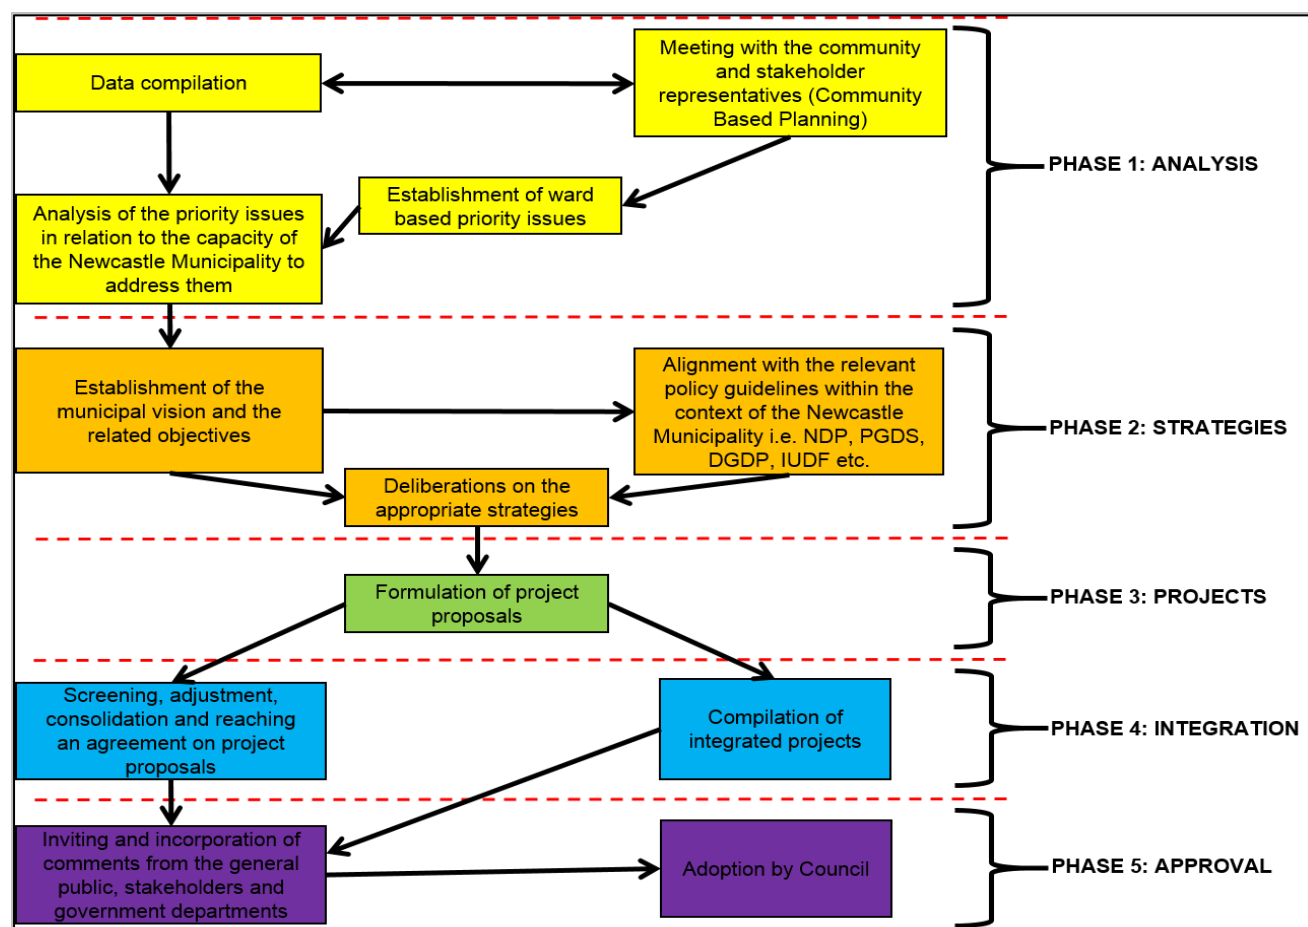 Data compilation
Meeting with the community
and stakeholder
representatives (Community
Based Planning)
PHASE 1: ANALYSIS
Establishment of ward
based priority issues
Analysis of the priority issues
in relation to the capacity of
the Newcastle Municipality to
address them
Establishment of the
municipal vision and the
related objectives
Alignment with the relevant
policy guidelines within the
context of the Newcastle
Municipality i.e. NDP, PGDS,
DGDP, IUDF etc.
PHASE 2: STRATEGIES
Deliberations on the
appropriate strategies
Formulation of project
proposals
PHASE 3: PROJECTS
Screening, adjustment,
consolidation and reaching
an agreement on project
proposals
Compilation of
integrated projects
PHASE 4: INTEGRATION
Inviting and incorporation of
comments from the general
public, stakeholders and
government departments
Adoption by Council
PHASE 5: APPROVAL